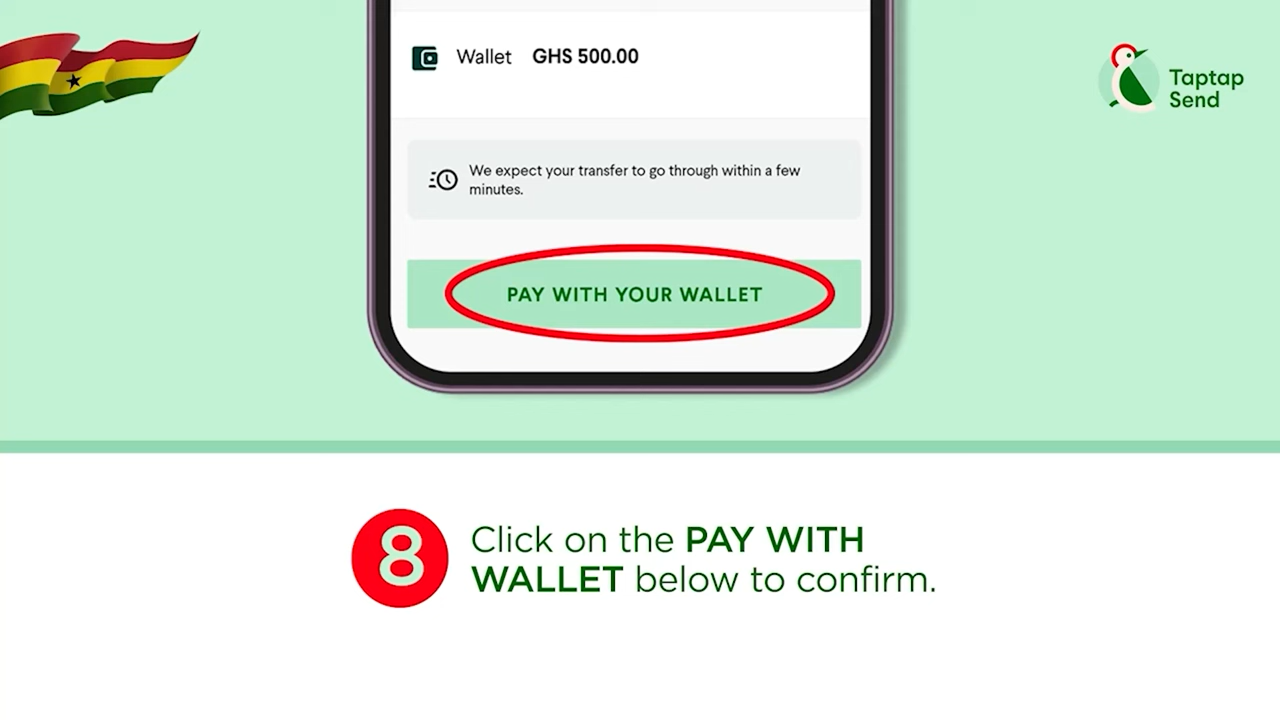 Wallet GHS 500.00
Taptap
Send
We expect your transfer to go through within a few
minutes.
PAY WITH YOUR WALLET
8
Click on the PAY WITH
WALLET below to confirm.